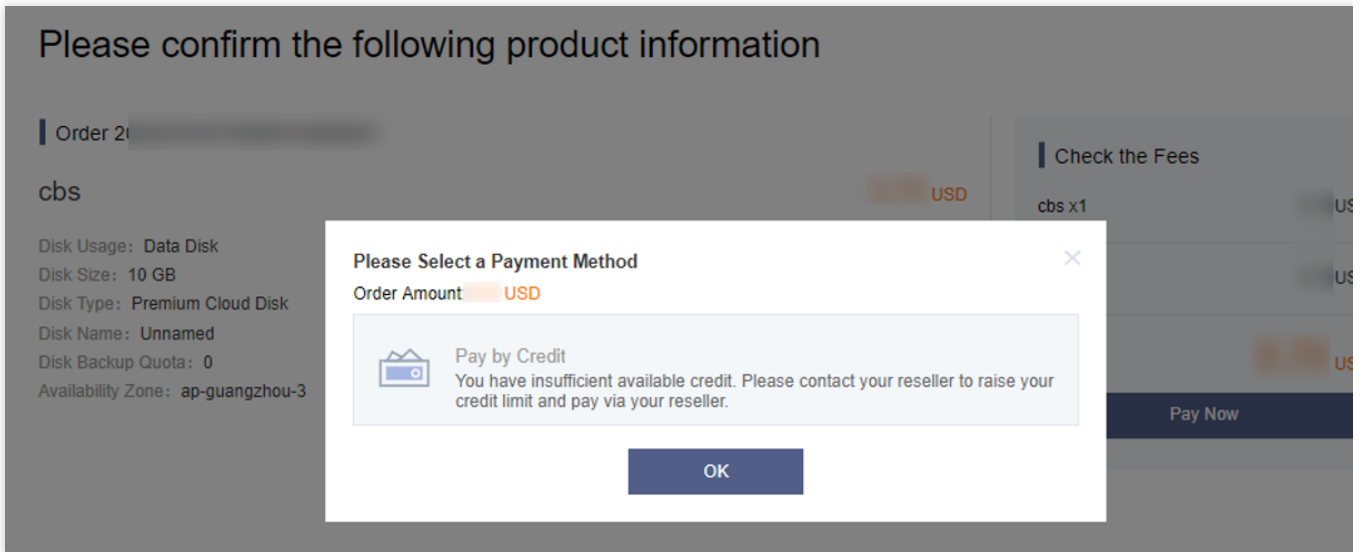 Please confirm the following product information
Order 20
cbs
USD
Disk Usage: Data Disk
Disk Size: 10 GB
Disk Type: Premium Cloud Disk
Disk Name: Unnamed
Disk Backup Quota: 0
Availability Zone: ap-guangzhou-3
Check the Fees
cbs x1
US
US
US
Pay Now
Please Select a Payment Method
Order Amount USD
Pay by Credit
You have insufficient available credit. Please contact your reseller to raise your
credit limit and pay via your reseller.
OK